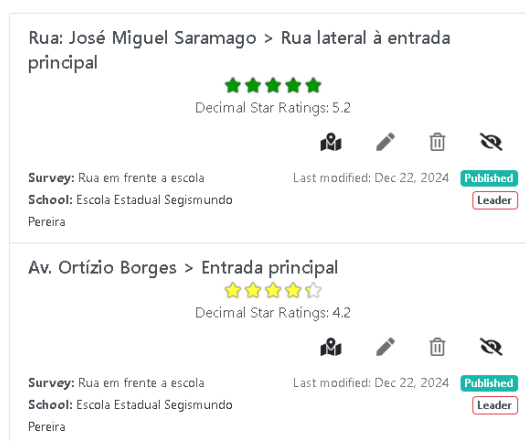 Rua: José Miguel Saramago > Rua lateral à entrada
principal
Decimal Star Ratings: 5.2
Survey: Rua em frente a escola
Last modified: Dec 22, 2024
Published
School: Escola Estadual Segismundo
Pereira
Leader
Av. Ortízio Borges > Entrada principal
Decimal Star Ratings: 4.2
Survey: Rua em frente a escola
Last modified: Dec 22, 2024
Published
School: Escola Estadual Segismundo
Pereira
Leader